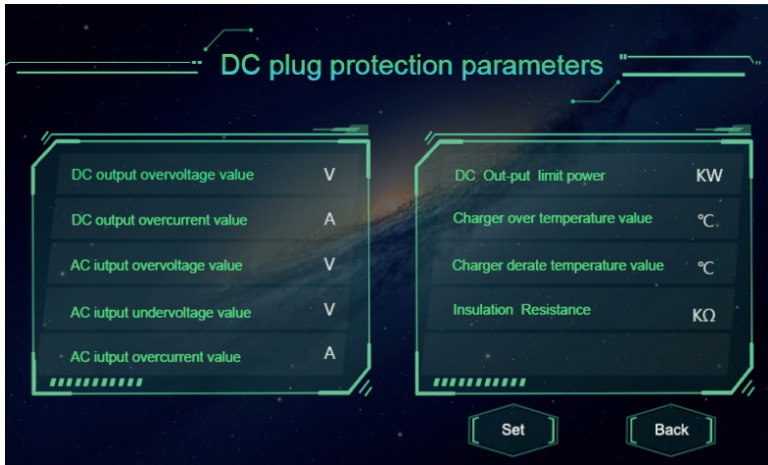 DC plug protection parameters
DC output overvoltage value V
DC output overcurrent value A
AC iutput overvoltage value V
AC iutput undervoltage value V
AC iutput overcurrent value A
DC Out-put limit power KW
Charger over temperature value ℃
Charger derate temperature value ℃
Insulation Resistance KΩ
Set
Back